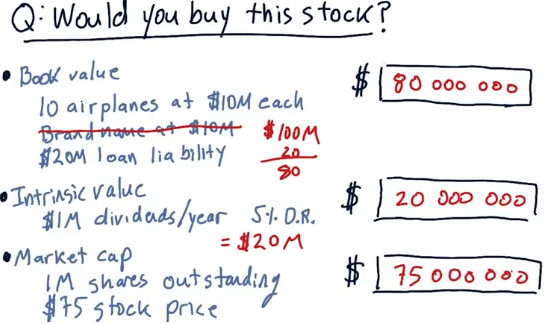 Q: Would you buy this stock?
• Book value
$ 80 000 000
10 airplanes at $10M each
Brand name at $10M
$100M
$20M loan liability
20
80
• Intrinsic value
$ 20 000 000
$1M dividends/year 5% D.R.
= $20M
• Market cap
$ 75 000 000
1M shares outstanding
$75 stock price